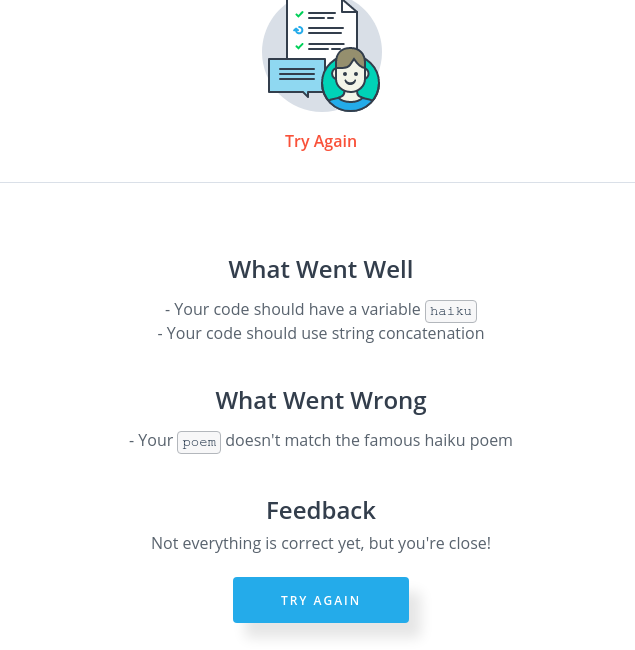 Try Again
What Went Well
- Your code should have a variable haiku
- Your code should use string concatenation
What Went Wrong
- Your poem doesn't match the famous haiku poem
Feedback
Not everything is correct yet, but you're close!
TRY AGAIN